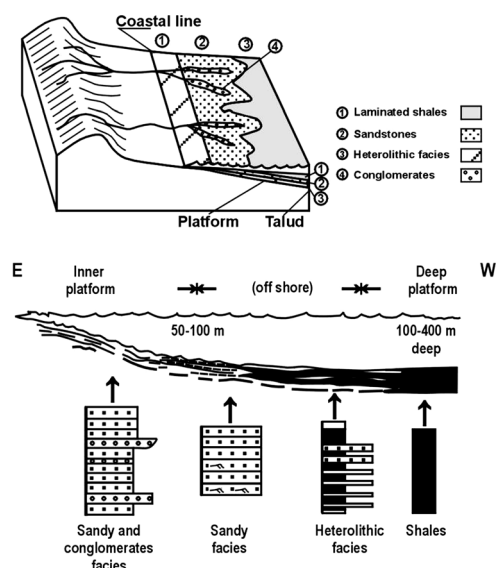 Coastal line
① ② ③
④
① Laminated shales
② Sandstones
③ Heterolithic facies
④ Conglomerates
①
②
③
Platform Talud
E W
Inner
platform
(off shore)
Deep
platform
50-100 m
100-400 m
deep
Sandy and
conglomerates
facies
Sandy
facies
Heterolithic
facies
Shales